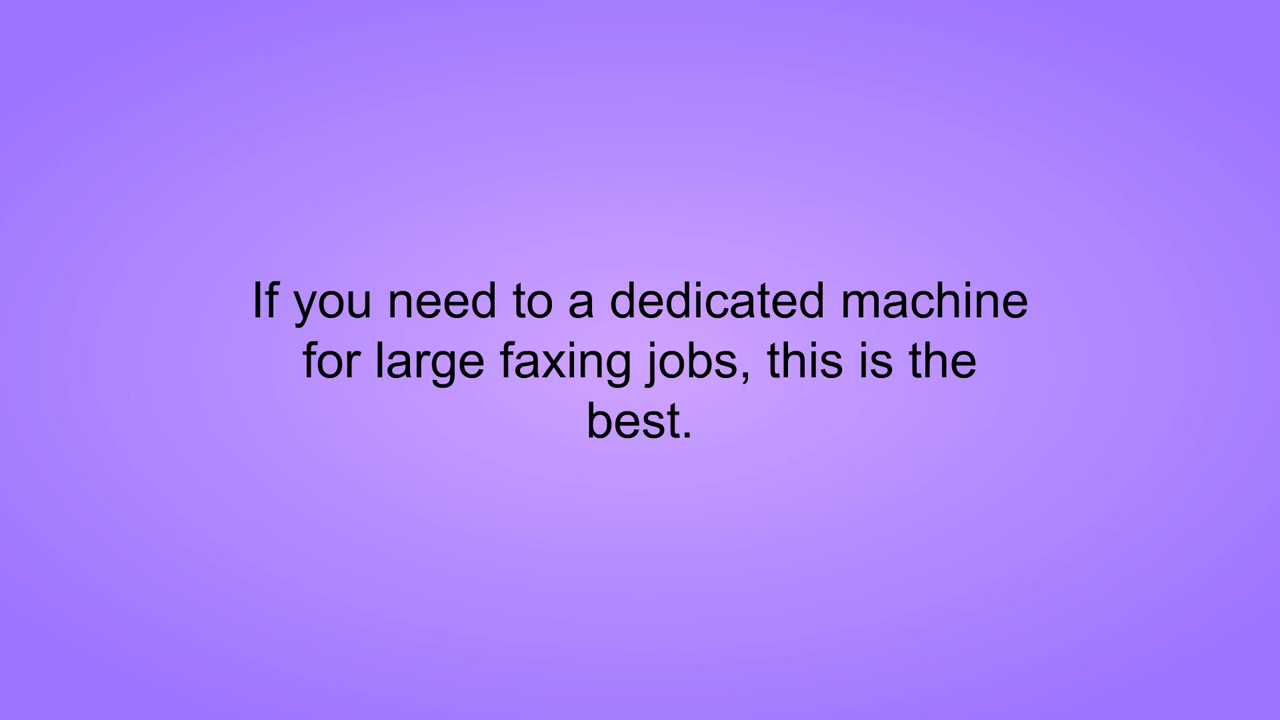 If you need to a dedicated machine
for large faxing jobs, this is the
best.